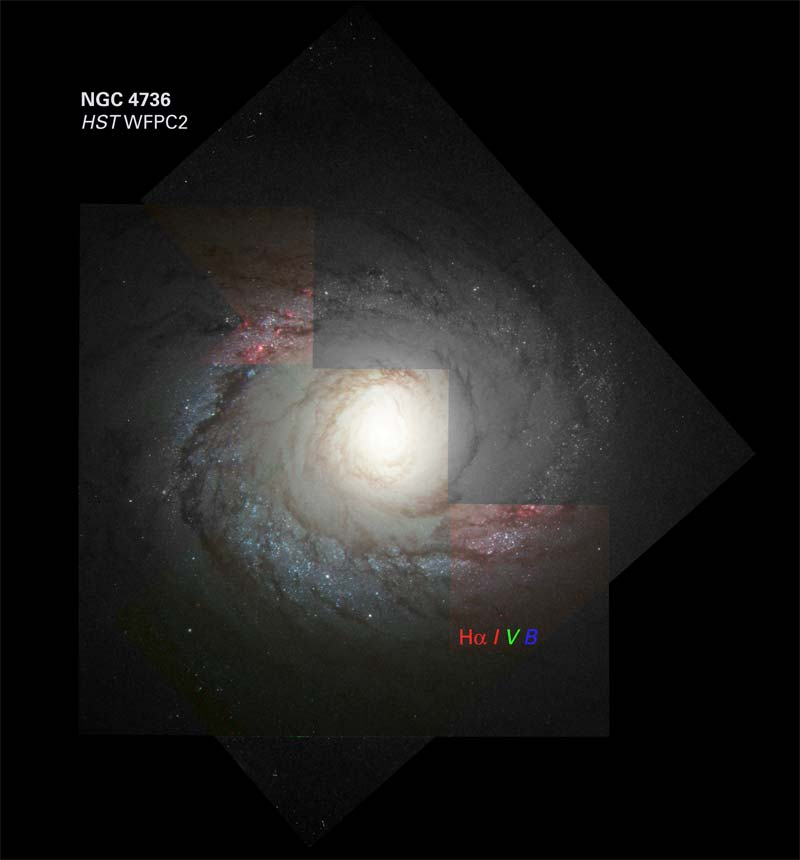 NGC 4736
HST WFPC2
Hα I V B